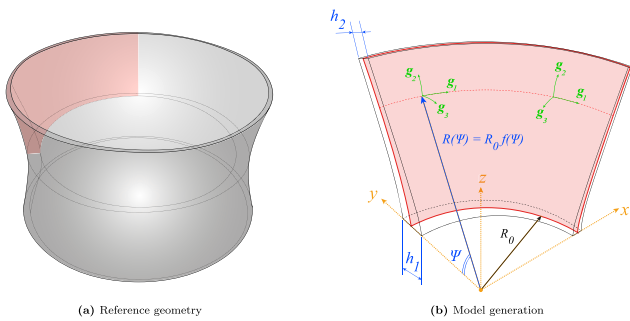 h2
g2
g1
g3
g2
g1
g3
R(Ψ) = R0 f(Ψ)
z
y
x
R0
Ψ
h1
(a) Reference geometry
(b) Model generation